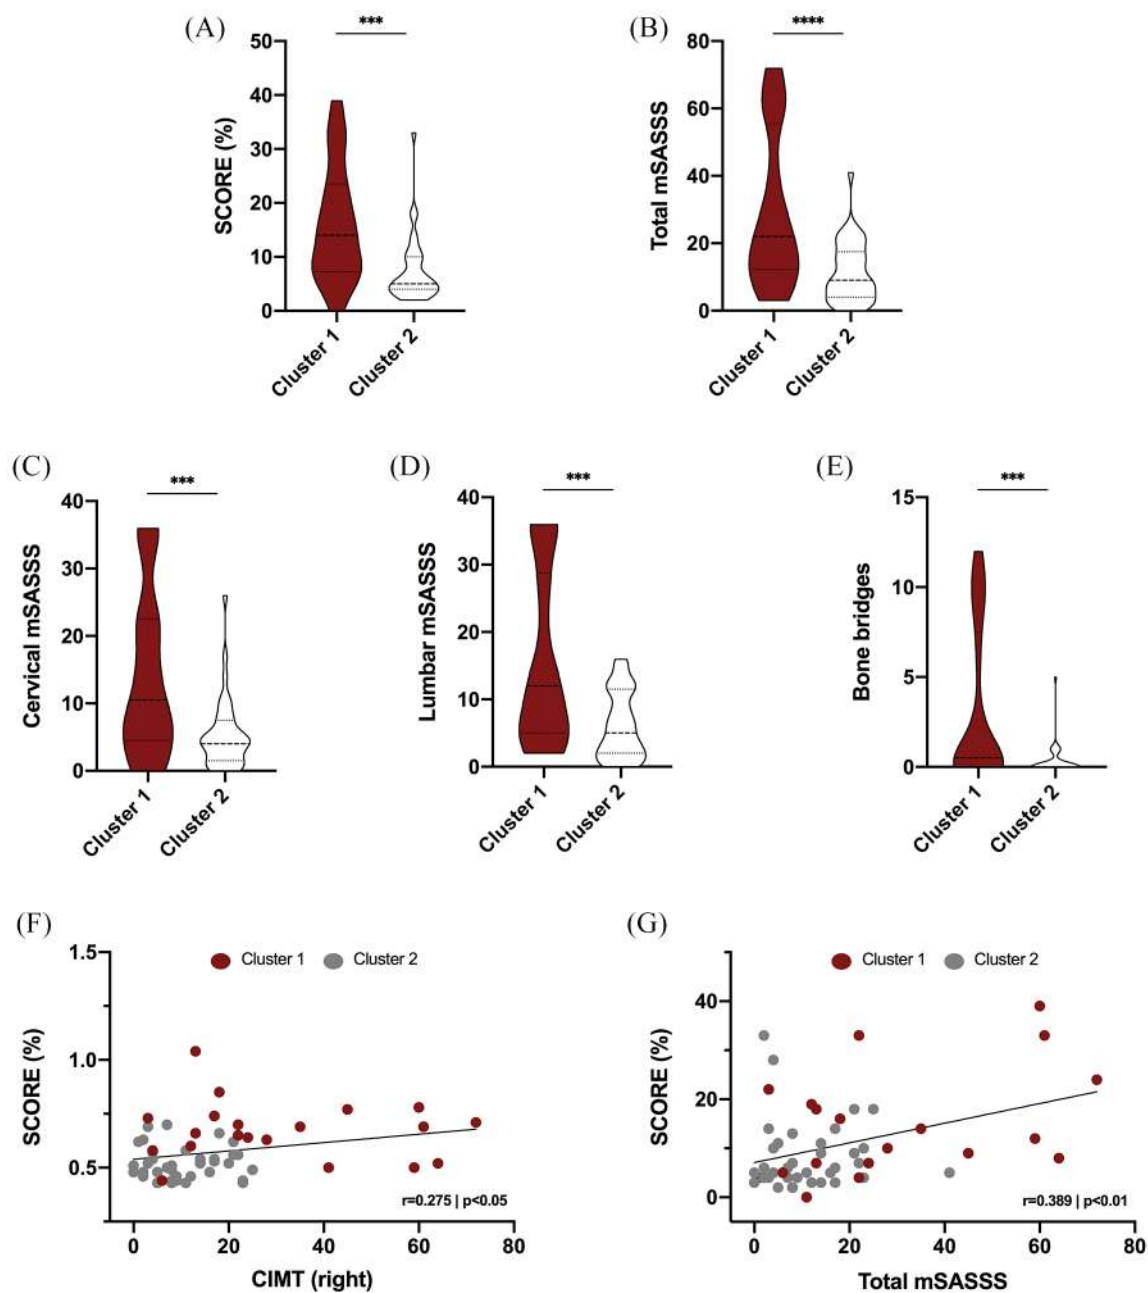 (A)
***
SCORE (%)
50
40
30
20
10
0
Cluster 1
Cluster 2
(B)
****
Total mSASSS
80
60
40
20
0
Cluster 1
Cluster 2
(C)
***
Cervical mSASSS
40
30
20
10
0
Cluster 1
Cluster 2
(D)
***
Lumbar mSASSS
40
30
20
10
0
Cluster 1
Cluster 2
(E)
***
Bone bridges
15
10
5
0
Cluster 1
Cluster 2
(F)
Cluster 1 Cluster 2
SCORE (%)
1.5
1.0
0.5
r=0.275 | p<0.05
0 20 40 60 80
CIMT (right)
(G)
Cluster 1 Cluster 2
SCORE (%)
40
20
0
r=0.389 | p<0.01
0 20 40 60 80
Total mSASSS